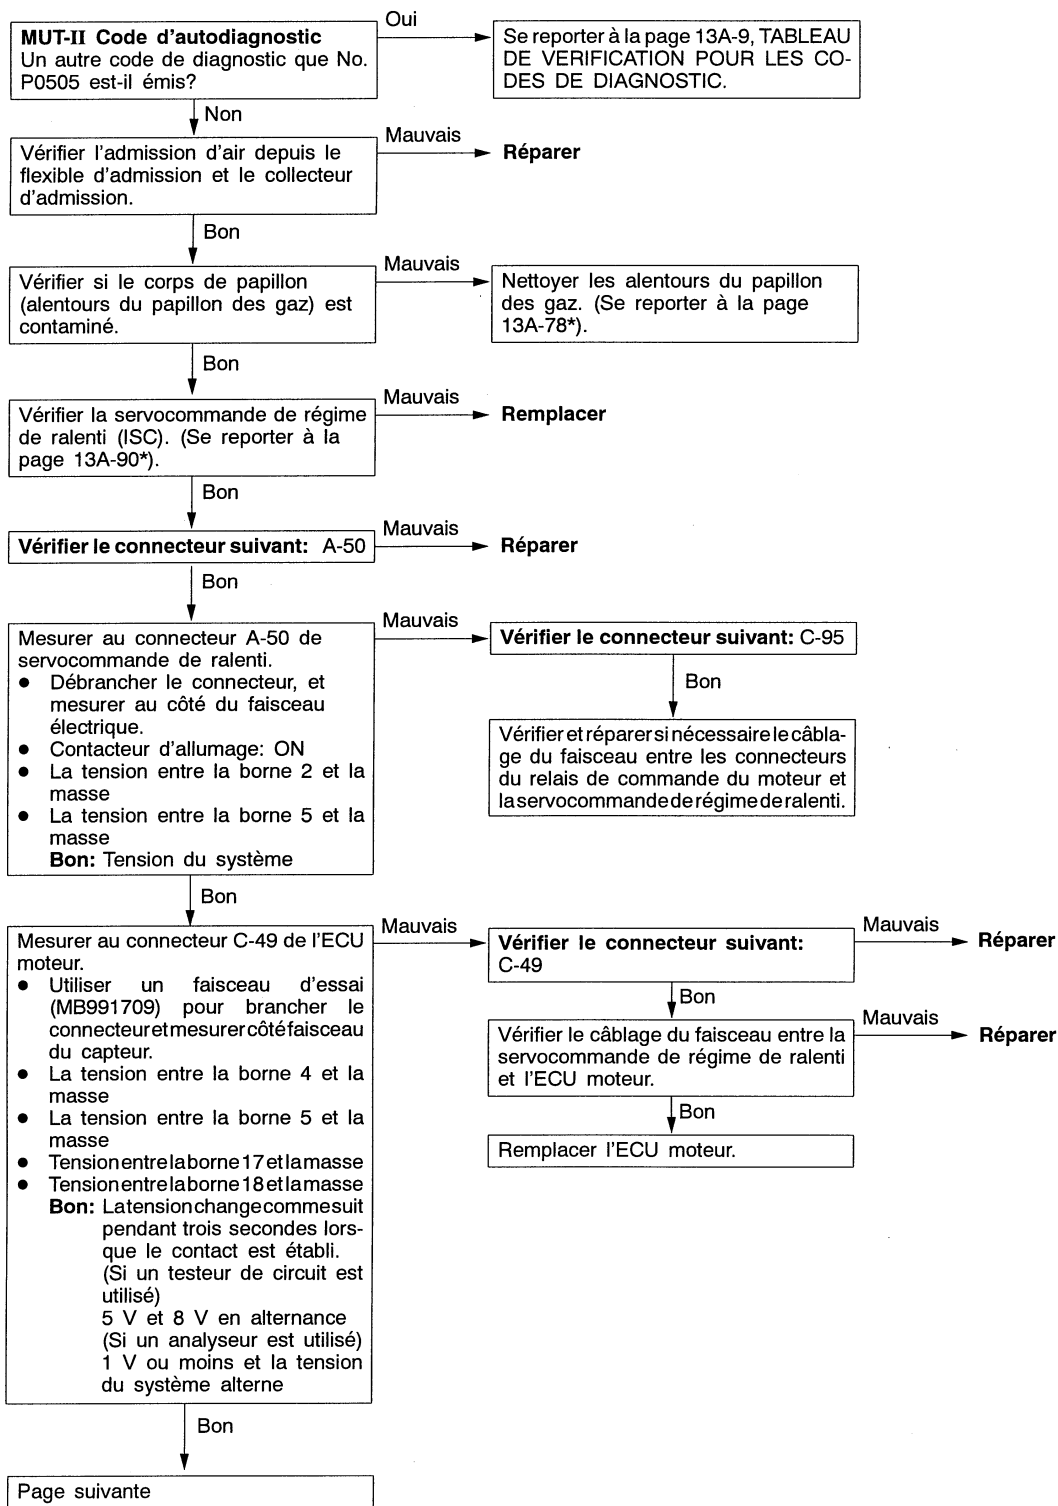 MUT-II Code d'autodiagnostic
Un autre code de diagnostic que No.
P0505 est-il émis?
Oui
Se reporter à la page 13A-9, TABLEAU
DE VERIFICATION POUR LES CO-
DES DE DIAGNOSTIC.
Non
Vérifier l'admission d'air depuis le
flexible d'admission et le collecteur
d'admission.
Mauvais
Réparer
Bon
Vérifier si le corps de papillon
(alentours du papillon des gaz) est
contaminé.
Mauvais
Nettoyer les alentours du papillon
des gaz. (Se reporter à la page
13A-78*).
Bon
Vérifier la servocommande de régime
de ralenti (ISC). (Se reporter à la
page 13A-90*).
Mauvais
Remplacer
Bon
Vérifier le connecteur suivant: A-50
Mauvais
Réparer
Bon
Mesurer au connecteur A-50 de
servocommande de ralenti.
● Débrancher le connecteur, et
mesurer au côté du faisceau
électrique.
● Contacteur d'allumage: ON
● La tension entre la borne 2 et la
masse
● La tension entre la borne 5 et la
masse
Bon: Tension du système
Mauvais
Vérifier le connecteur suivant: C-95
Bon
Vérifier et réparer si nécessaire le câbla-
ge du faisceau entre les connecteurs
du relais de commande du moteur et
la servocommande de régime de ralenti.
Bon
Mesurer au connecteur C-49 de l'ECU
moteur.
● Utiliser un faisceau d'essai
(MB991709) pour brancher le
connecteur et mesurer côté faisceau
du capteur.
● La tension entre la borne 4 et la
masse
● La tension entre la borne 5 et la
masse
● Tension entre la borne 17 et la masse
● Tension entre la borne 18 et la masse
Bon: La tension change comme suit
pendant trois secondes lors-
que le contact est établi.
(Si un testeur de circuit est
utilisé)
5 V et 8 V en alternance
(Si un analyseur est utilisé)
1 V ou moins et la tension
du système alterne
Mauvais
Vérifier le connecteur suivant:
C-49
Mauvais
Réparer
Bon
Vérifier le câblage du faisceau entre la
servocommande de régime de ralenti
et l'ECU moteur.
Mauvais
Réparer
Bon
Remplacer l'ECU moteur.
Bon
Page suivante